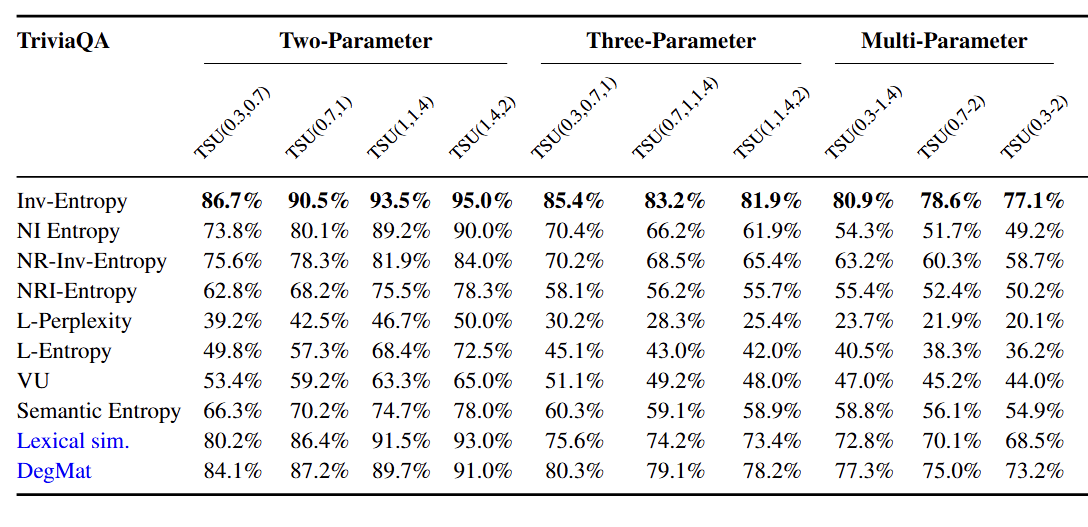 TriviaQA Two-Parameter Three-Parameter Multi-Parameter
TSU(0.3,0.7) TSU(0.7,1) TSU(1,1.4) TSU(1.4,2) TSU(0.3,0.7,1) TSU(0.7,1,1.4) TSU(1,1.4,2) TSU(0.3-1.4) TSU(0.7-2) TSU(0.3-2)
Inv-Entropy 86.7% 90.5% 93.5% 95.0% 85.4% 83.2% 81.9% 80.9% 78.6% 77.1%
NI Entropy 73.8% 80.1% 89.2% 90.0% 70.4% 66.2% 61.9% 54.3% 51.7% 49.2%
NR-Inv-Entropy 75.6% 78.3% 81.9% 84.0% 70.2% 68.5% 65.4% 63.2% 60.3% 58.7%
NRI-Entropy 62.8% 68.2% 75.5% 78.3% 58.1% 56.2% 55.7% 55.4% 52.4% 50.2%
L-Perplexity 39.2% 42.5% 46.7% 50.0% 30.2% 28.3% 25.4% 23.7% 21.9% 20.1%
L-Entropy 49.8% 57.3% 68.4% 72.5% 45.1% 43.0% 42.0% 40.5% 38.3% 36.2%
VU 53.4% 59.2% 63.3% 65.0% 51.1% 49.2% 48.0% 47.0% 45.2% 44.0%
Semantic Entropy 66.3% 70.2% 74.7% 78.0% 60.3% 59.1% 58.9% 58.8% 56.1% 54.9%
Lexical sim. 80.2% 86.4% 91.5% 93.0% 75.6% 74.2% 73.4% 72.8% 70.1% 68.5%
DegMat 84.1% 87.2% 89.7% 91.0% 80.3% 79.1% 78.2% 77.3% 75.0% 73.2%